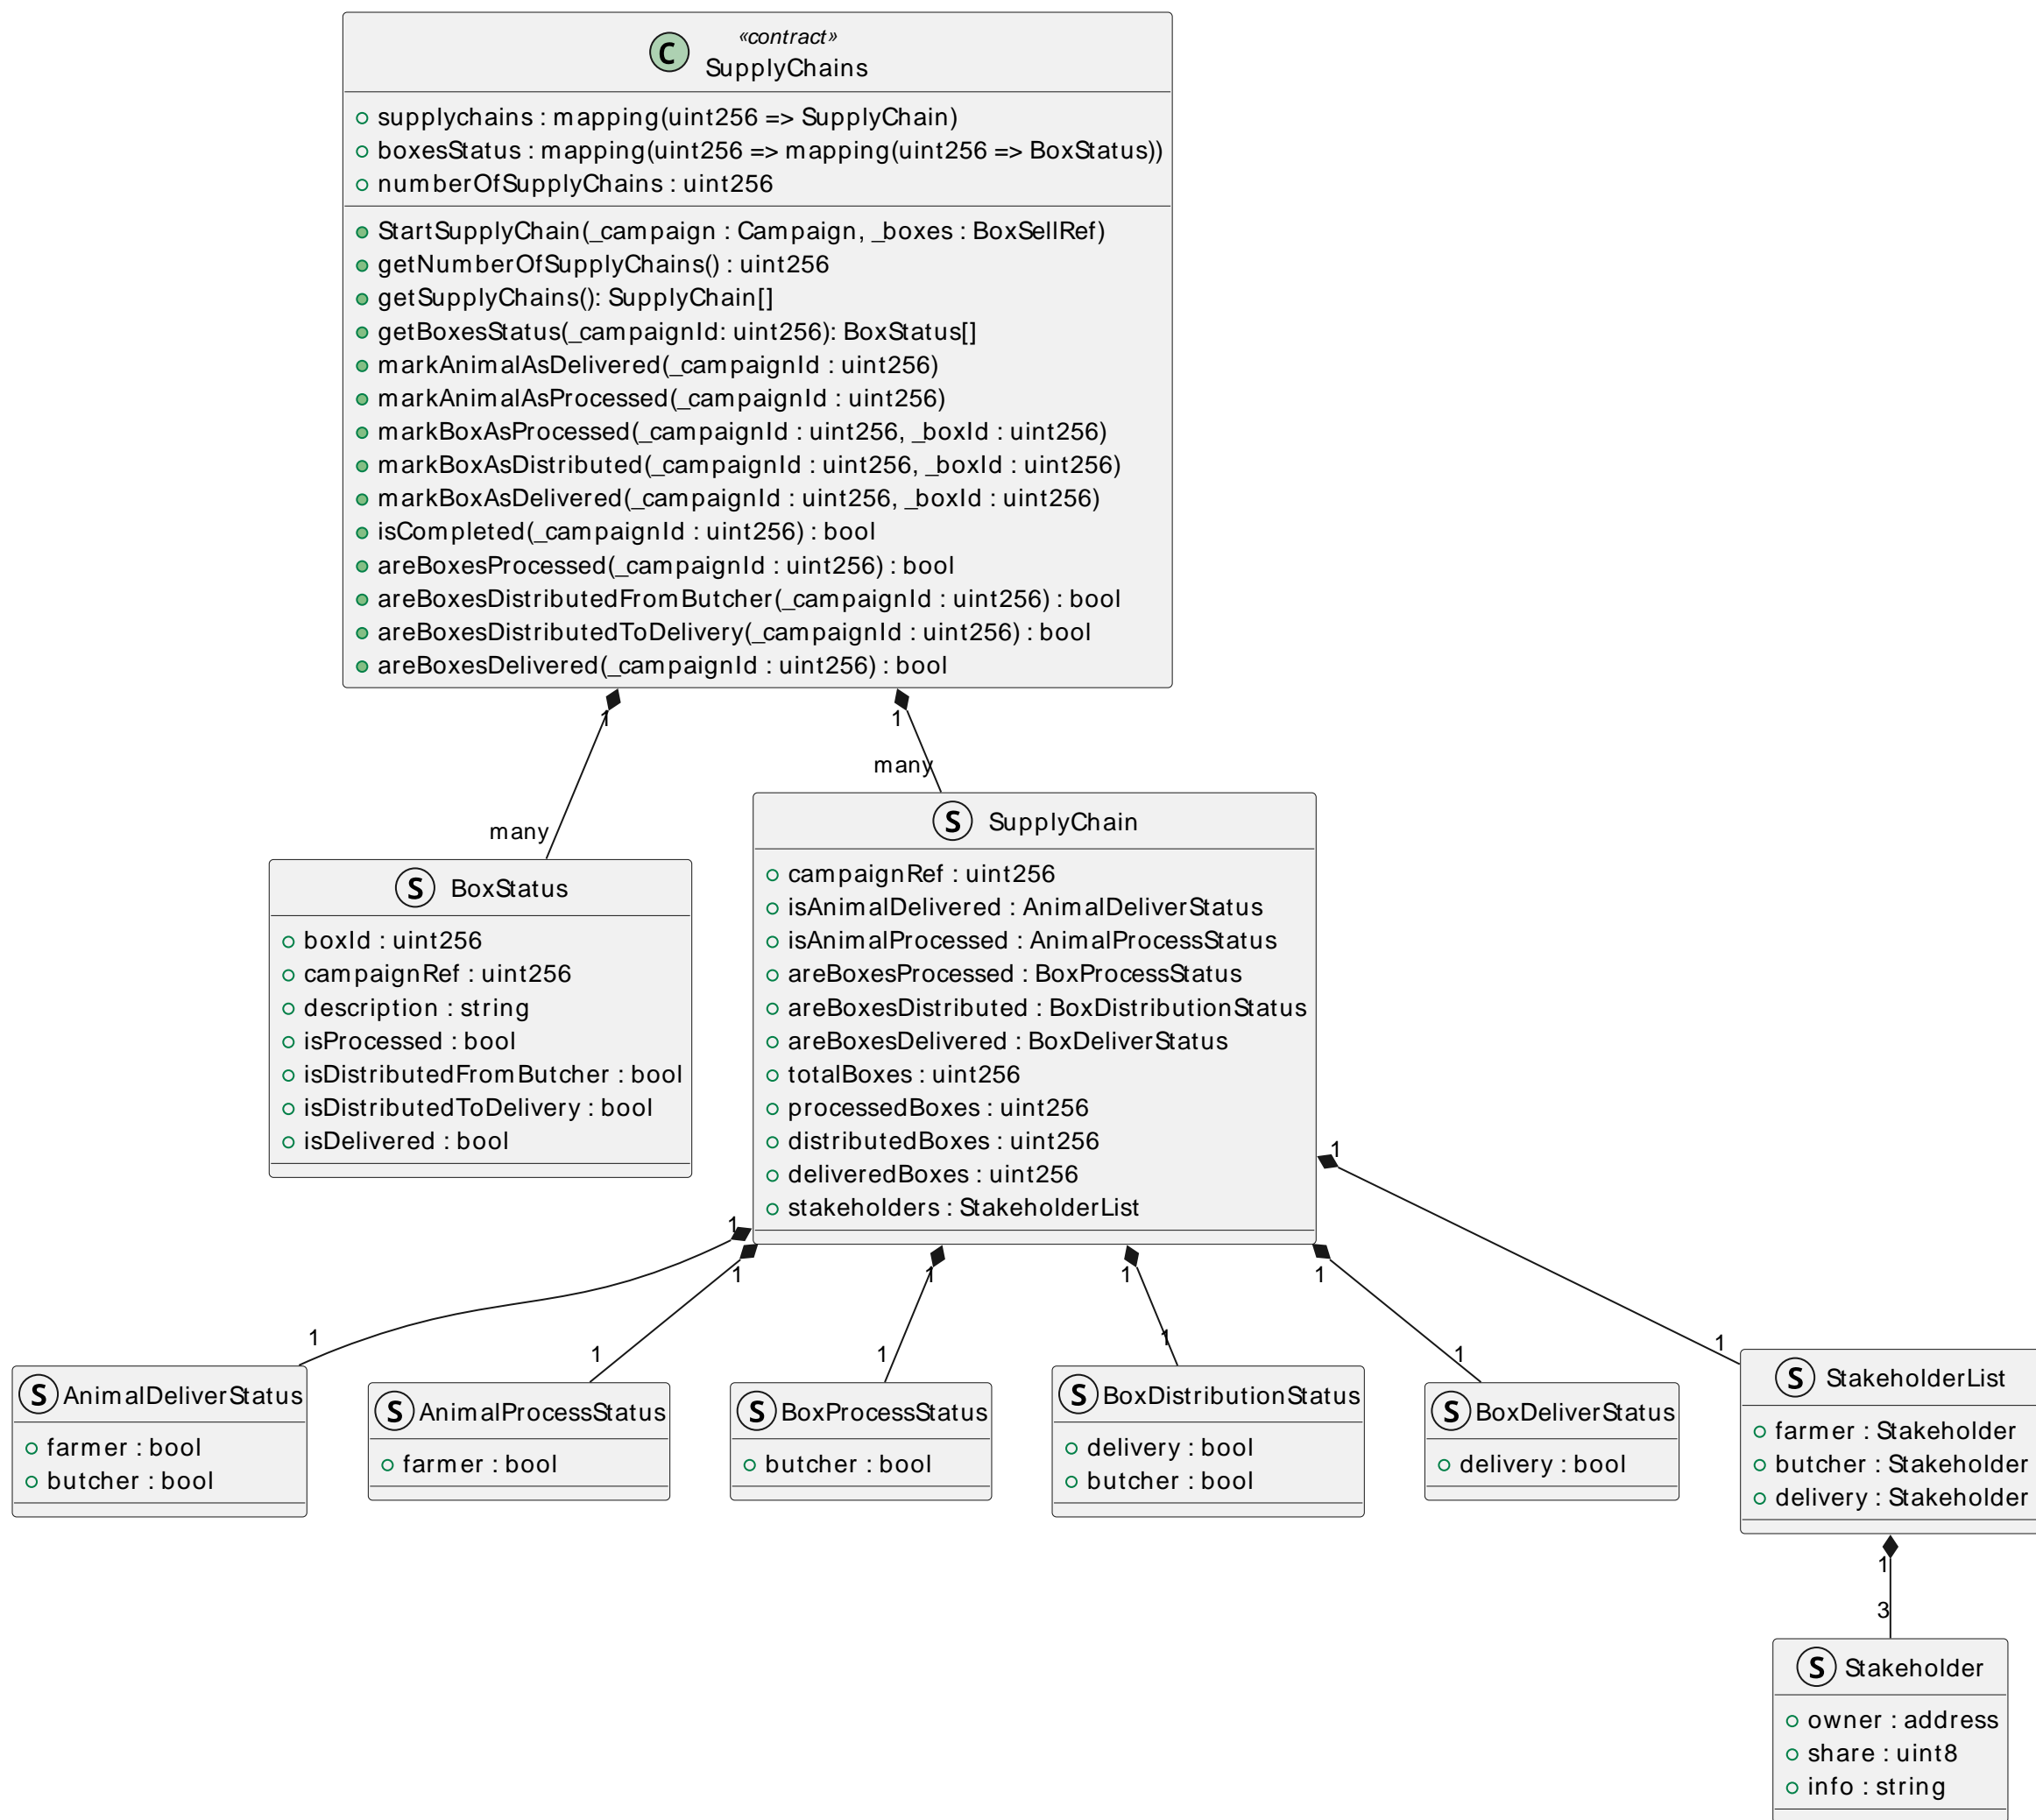 C
«contract»
SupplyChains
supplychains : mapping(uint256 => SupplyChain)
boxesStatus : mapping(uint256 => mapping(uint256 => BoxStatus))
numberOfSupplyChains : uint256
StartSupplyChain(_campaign : Campaign, _boxes : BoxSellRef)
getNumberOfSupplyChains() : uint256
getSupplyChains(): SupplyChain[]
getBoxesStatus(_campaignId: uint256): BoxStatus[]
markAnimalAsDelivered(_campaignId : uint256)
markAnimalAsProcessed(_campaignId : uint256)
markBoxAsProcessed(_campaignId : uint256, _boxId : uint256)
markBoxAsDistributed(_campaignId : uint256, _boxId : uint256)
markBoxAsDelivered(_campaignId : uint256, _boxId : uint256)
isCompleted(_campaignId : uint256) : bool
areBoxesProcessed(_campaignId : uint256) : bool
areBoxesDistributedFromButcher(_campaignId : uint256) : bool
areBoxesDistributedToDelivery(_campaignId : uint256) : bool
areBoxesDelivered(_campaignId : uint256) : bool
1
1
many
many
S BoxStatus
boxId : uint256
campaignRef : uint256
description : string
isProcessed : bool
isDistributedFromButcher : bool
isDistributedToDelivery : bool
isDelivered : bool
S SupplyChain
campaignRef : uint256
isAnimalDelivered : AnimalDeliverStatus
isAnimalProcessed : AnimalProcessStatus
areBoxesProcessed : BoxProcessStatus
areBoxesDistributed : BoxDistributionStatus
areBoxesDelivered : BoxDeliverStatus
totalBoxes : uint256
processedBoxes : uint256
distributedBoxes : uint256
deliveredBoxes : uint256
stakeholders : StakeholderList
1
1
1
1
1
1
1
1
1
1
1
1
S AnimalDeliverStatus
farmer : bool
butcher : bool
S AnimalProcessStatus
farmer : bool
S BoxProcessStatus
butcher : bool
S BoxDistributionStatus
delivery : bool
butcher : bool
S BoxDeliverStatus
delivery : bool
S StakeholderList
farmer : Stakeholder
butcher : Stakeholder
delivery : Stakeholder
1
3
S Stakeholder
owner : address
share : uint8
info : string